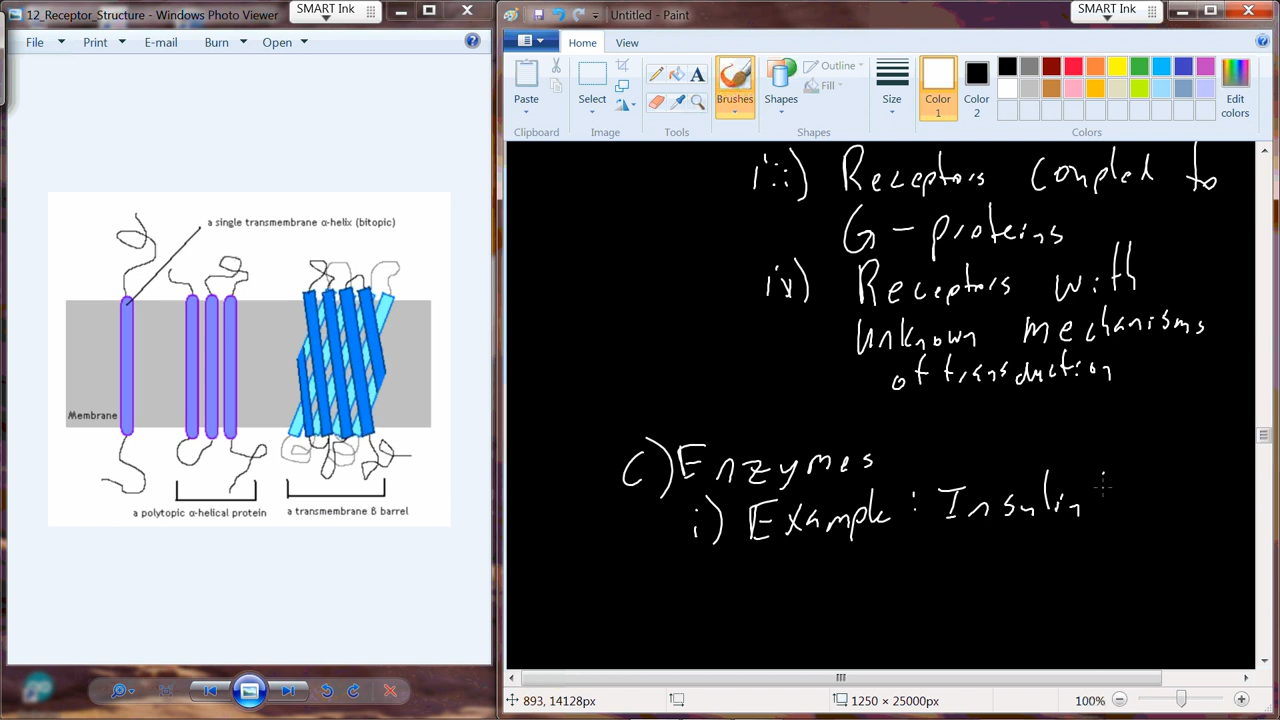 12_Receptor_Structure - Windows Photo Viewer
SMART Ink
File Print E-mail Burn Open
a single transmembrane α-helix (bitopic)
Membrane
a polytopic α-helical protein
a transmembrane β barrel
Untitled - Paint
SMART Ink
Home View
Paste
Select
Brushes
Shapes
Outline
Fill
Size
Color 1
Color 2
Edit colors
Clipboard Image Tools Shapes Colors
iii) Receptors coupled to
G-proteins
iv) Receptors with
unknown mechanisms
of transduction
C) Enzymes
i) Example: Insulin
893, 14128px
1250 × 25000px
100%